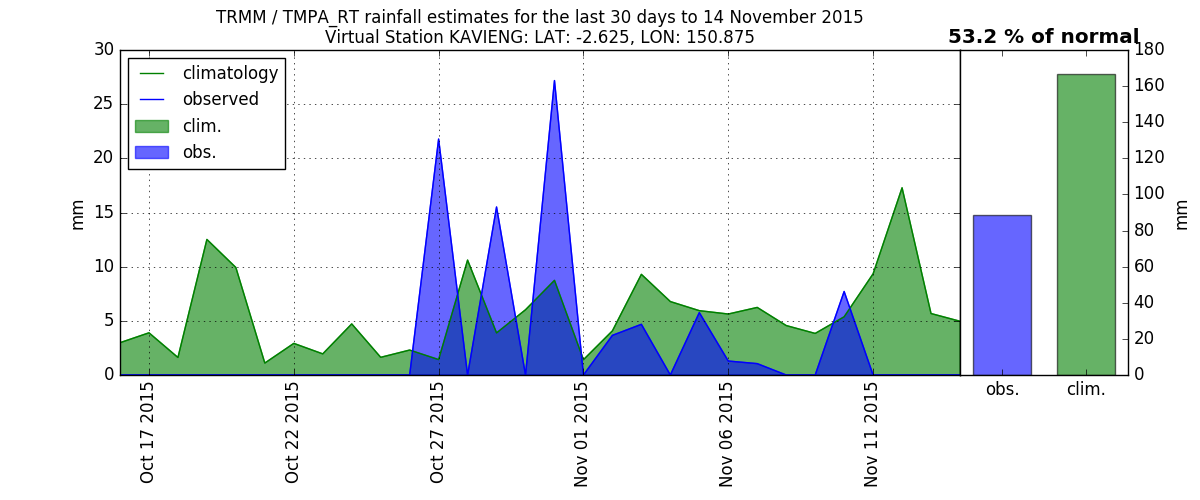 TRMM / TMPA_RT rainfall estimates for the last 30 days to 14 November 2015
Virtual Station KAVIENG: LAT: -2.625, LON: 150.875
53.2 % of normal
climatology
observed
clim.
obs.
mm
30
25
20
15
10
5
0
Oct 17 2015
Oct 22 2015
Oct 27 2015
Nov 01 2015
Nov 06 2015
Nov 11 2015
180
160
140
120
100
80
60
40
20
0
mm
obs.
clim.